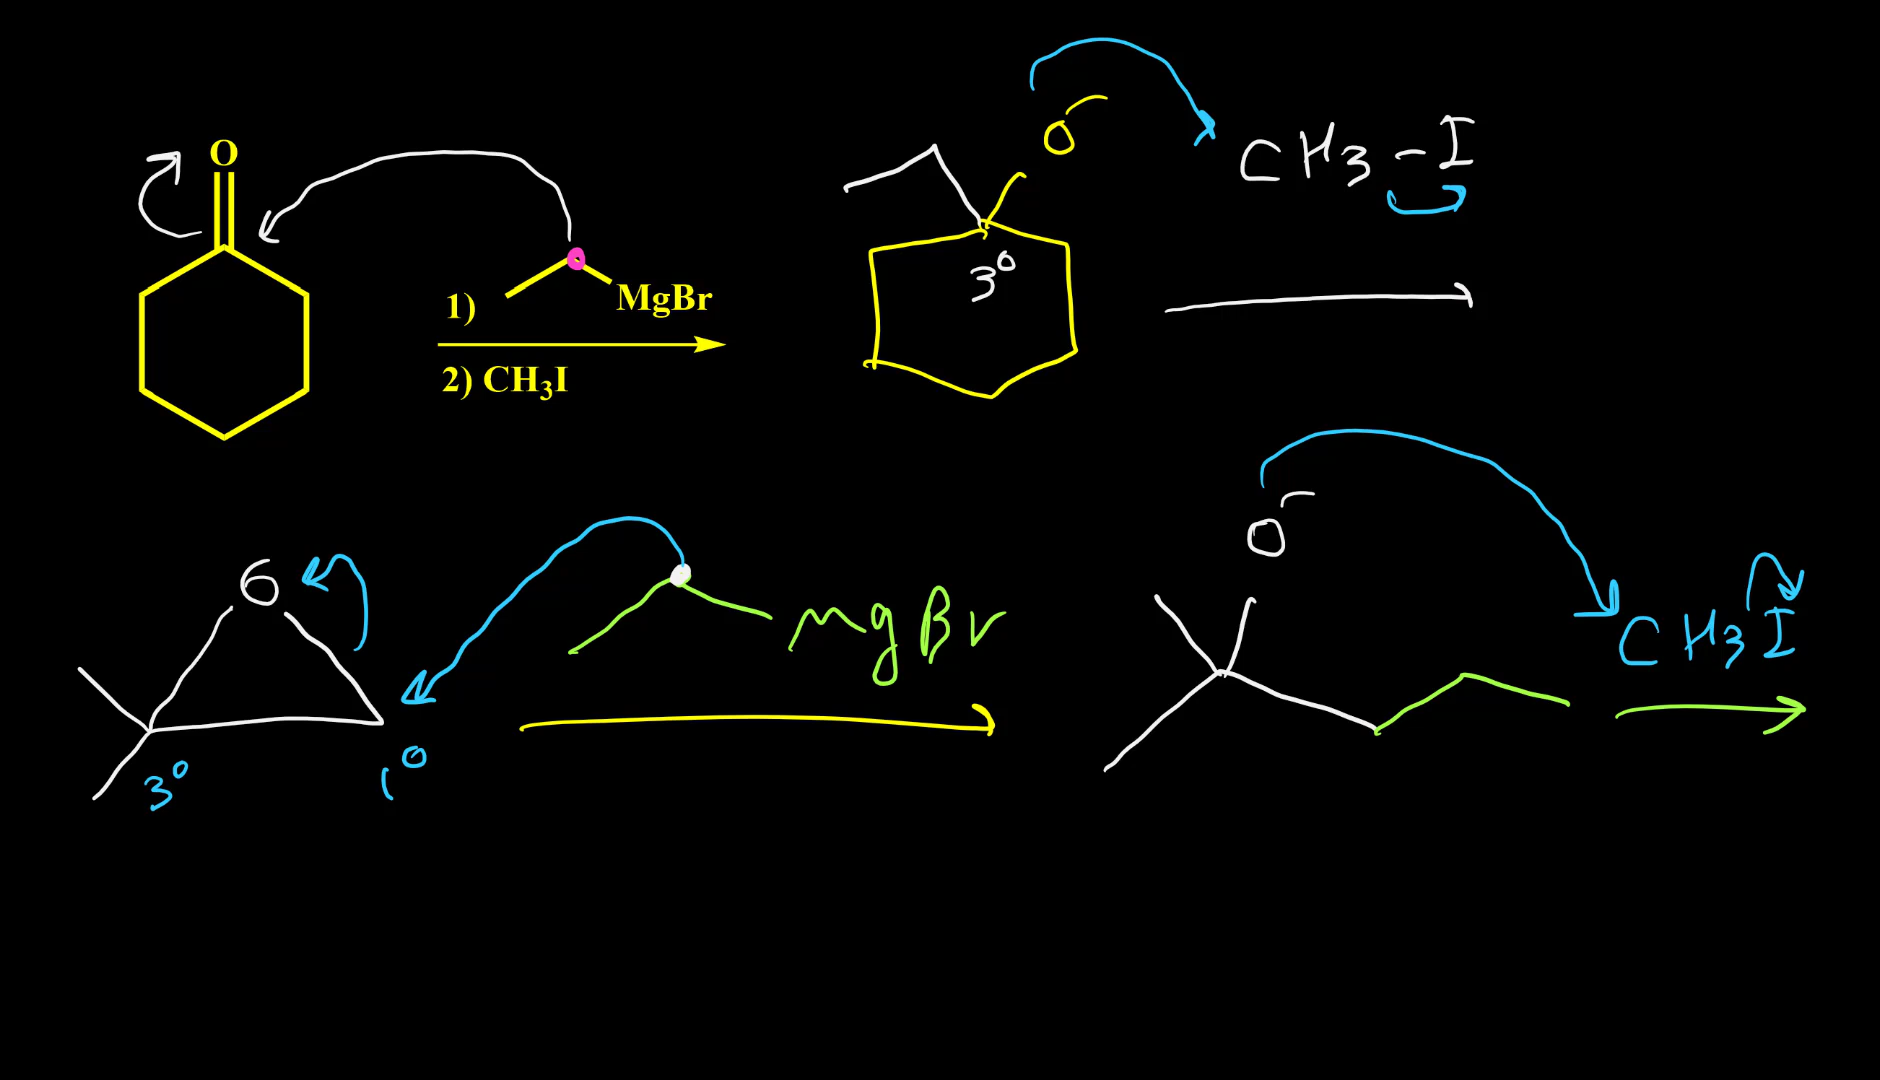 O
O⁻
CH3-I
1) MgBr
3°
2) CH₃I
O⁻
O
MgBr
CH3I
3° 1°